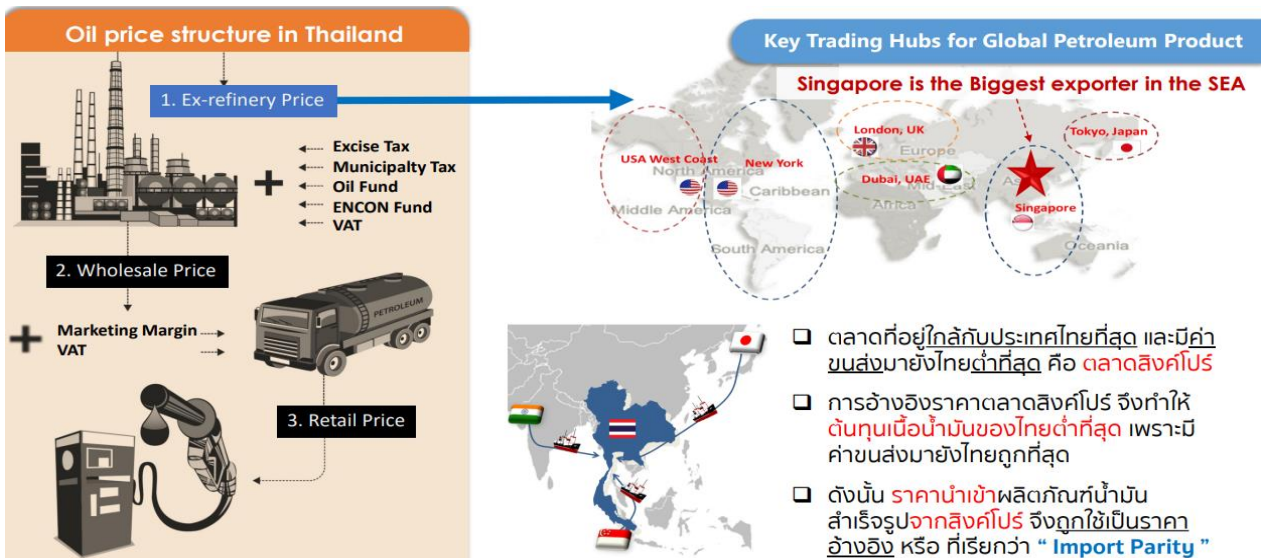 Oil price structure in Thailand
1. Ex-refinery Price
+
Excise Tax
Municipalty Tax
Oil Fund
ENCON Fund
VAT
2. Wholesale Price
+
Marketing Margin
VAT
PETROLEUM
3. Retail Price
Key Trading Hubs for Global Petroleum Product
Singapore is the Biggest exporter in the SEA
London, UK
Europe
Tokyo, Japan
USA West Coast
New York
North America
Dubai, UAE
Mid-East
Caribbean
Middle America
Africa
Singapore
South America
Oceania
❑ ตลาดที่อยู่ใกล้กับประเทศไทยที่สุด และมีค่า
ขนส่งมายังไทยต่ำที่สุด คือ ตลาดสิงค์โปร์
❑ การอ้างอิงราคาตลาดสิงค์โปร์ จึงทำให้
ต้นทุนเนื้อน้ำมันของไทยต่ำที่สุด เพราะมี
ค่าขนส่งมายังไทยถูกที่สุด
❑ ดังนั้น ราคานำเข้าผลิตภัณฑ์น้ำมัน
สำเร็จรูปจากสิงค์โปร์ จึงถูกใช้เป็นราคา
อ้างอิง หรือ ที่เรียกว่า “ Import Parity ”